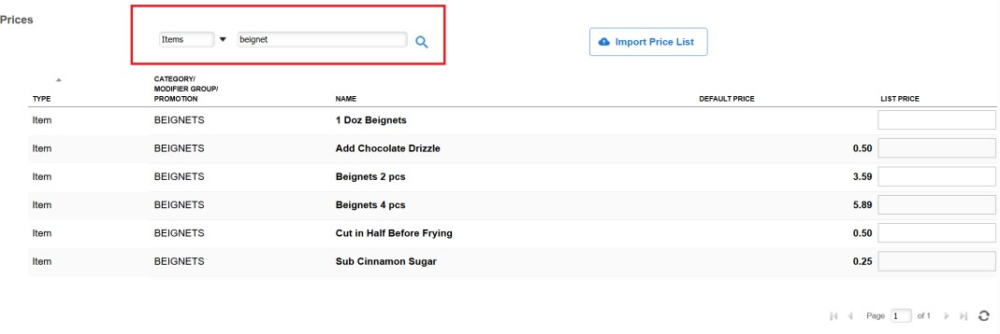 Prices
Items beignet Import Price List
CATEGORY/
MODIFIER GROUP/
TYPE PROMOTION NAME DEFAULT PRICE LIST PRICE
Item BEIGNETS 1 Doz Beignets
Item BEIGNETS Add Chocolate Drizzle 0.50
Item BEIGNETS Beignets 2 pcs 3.59
Item BEIGNETS Beignets 4 pcs 5.89
Item BEIGNETS Cut in Half Before Frying 0.50
Item BEIGNETS Sub Cinnamon Sugar 0.25
Page 1 of 1